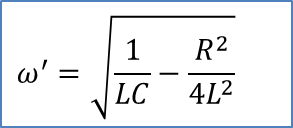 ω′ = √(1/LC − R²/4L²)